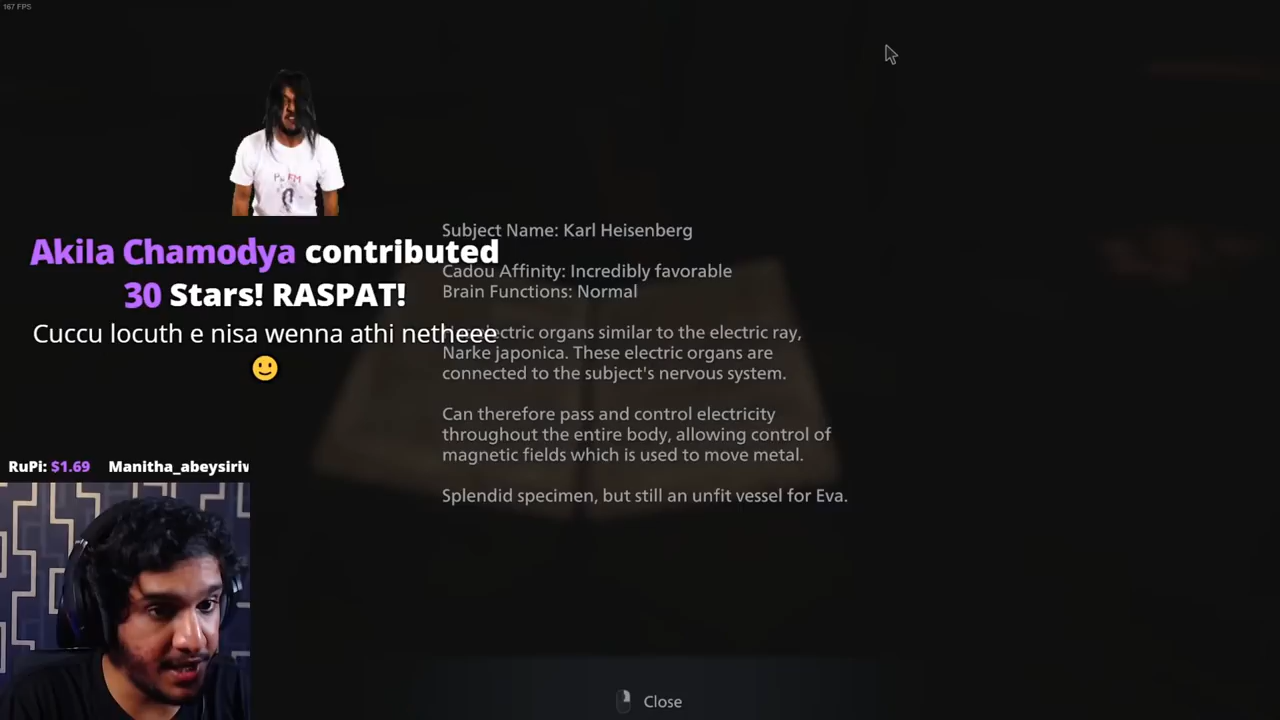 167 FPS
Subject Name: Karl Heisenberg
Akila Chamodya contributed
30 Stars! RASPAT!
Cuccu locuth e nisa wenna athi netheee
🙂
Cadou Affinity: Incredibly favorable
Brain Functions: Normal
electric organs similar to the electric ray,
Narke japonica. These electric organs are
connected to the subject's nervous system.
Can therefore pass and control electricity
throughout the entire body, allowing control of
magnetic fields which is used to move metal.
Splendid specimen, but still an unfit vessel for Eva.
RuPi: $1.69 Manitha_abeysiriw
Close